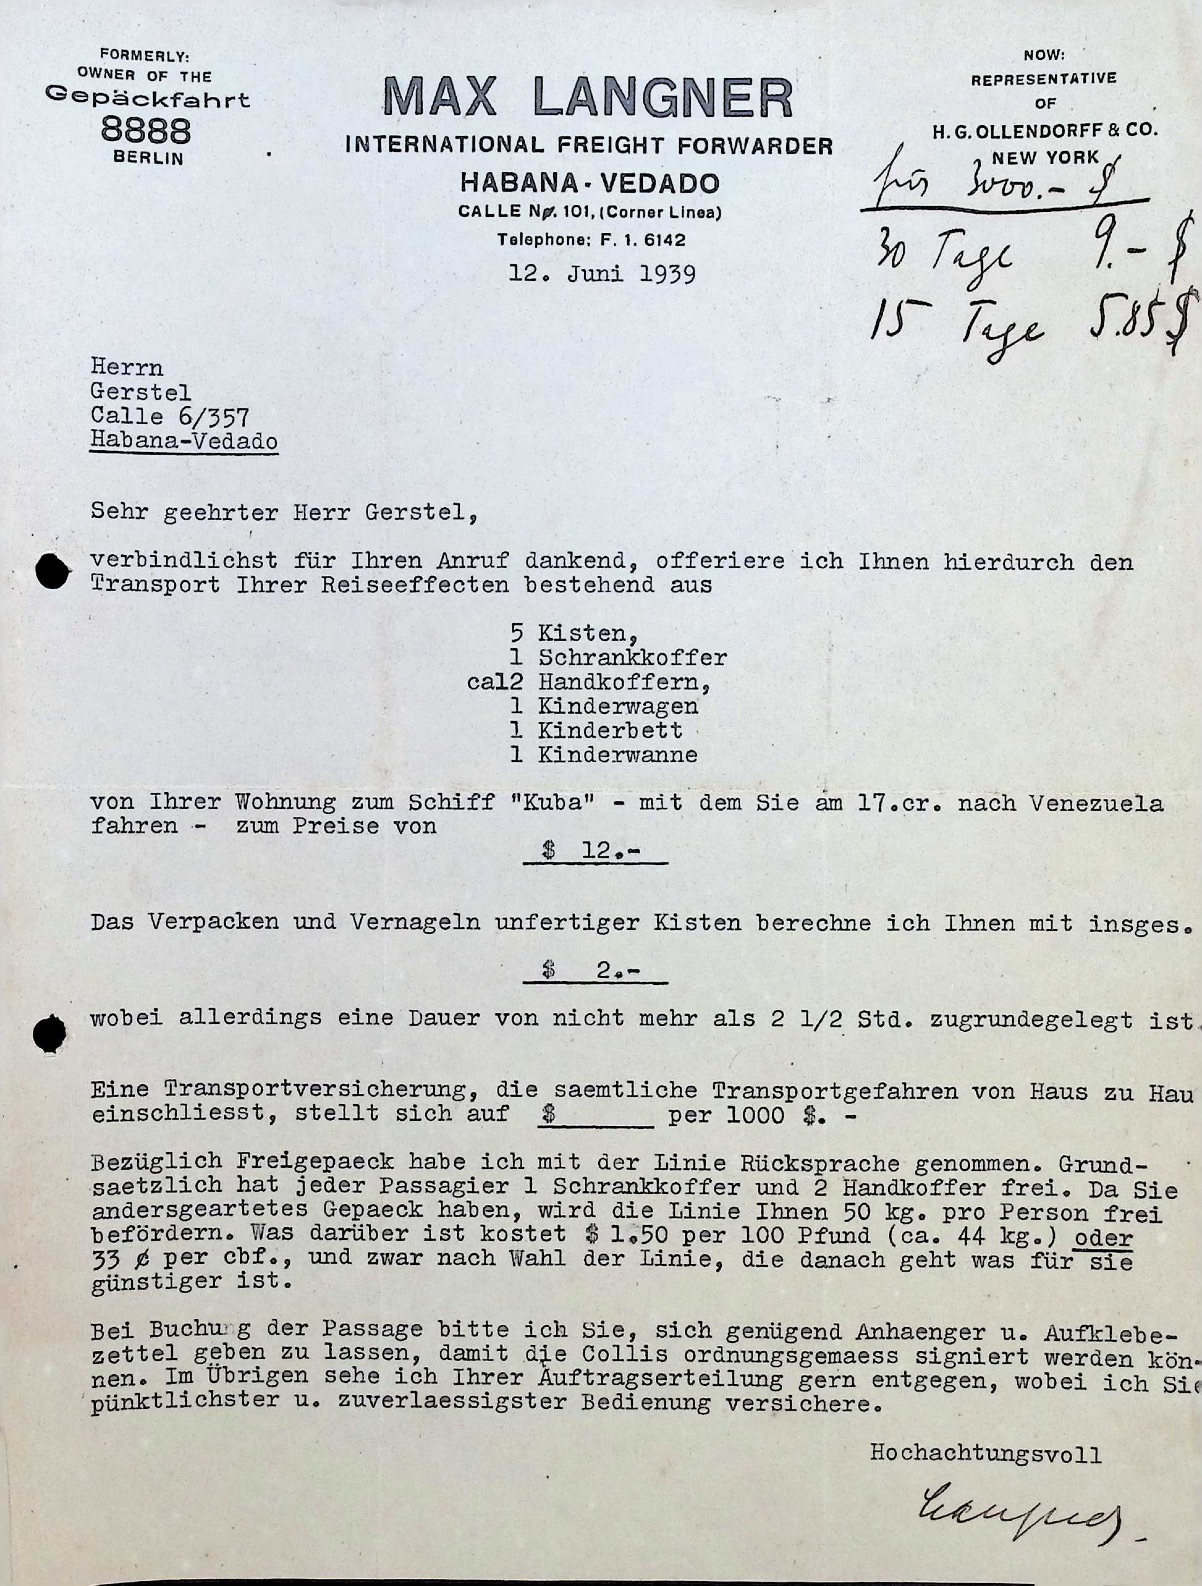 FORMERLY:
OWNER OF THE
Gepäckfahrt
8888
BERLIN
MAX LANGNER
INTERNATIONAL FREIGHT FORWARDER
HABANA - VEDADO
CALLE No. 101, (Corner Linea)
Telephone: F. 1. 6142
12. Juni 1939
NOW:
REPRESENTATIVE
OF
H. G. OLLENDORFF & CO.
NEW YORK
für 3000.- $
30 Tage 9.- $
15 Tage 5.85 $
Herrn
Gerstel
Calle 6/357
Habana-Vedado
Sehr geehrter Herr Gerstel,
verbindlichst für Ihren Anruf dankend, offeriere ich Ihnen hierdurch den
Transport Ihrer Reiseeffecten bestehend aus
5 Kisten,
1 Schrankkoffer
ca12 Handkoffern,
1 Kinderwagen
1 Kinderbett
1 Kinderwanne
von Ihrer Wohnung zum Schiff "Kuba" - mit dem Sie am 17.cr. nach Venezuela
fahren - zum Preise von
$ 12.-
Das Verpacken und Vernageln unfertiger Kisten berechne ich Ihnen mit insges.
$ 2.-
wobei allerdings eine Dauer von nicht mehr als 2 1/2 Std. zugrundegelegt ist.
Eine Transportversicherung, die saemtliche Transportgefahren von Haus zu Hau
einschliesst, stellt sich auf $______ per 1000 $. -
Bezüglich Freigepaeck habe ich mit der Linie Rücksprache genommen. Grund-
saetzlich hat jeder Passagier 1 Schrankkoffer und 2 Handkoffer frei. Da Sie
andersgeartetes Gepaeck haben, wird die Linie Ihnen 50 kg. pro Person frei
befördern. Was darüber ist kostet $ 1.50 per 100 Pfund (ca. 44 kg.) oder
33 ¢ per cbf., und zwar nach Wahl der Linie, die danach geht was für sie
günstiger ist.
Bei Buchung der Passage bitte ich Sie, sich genügend Anhaenger u. Aufklebe-
zettel geben zu lassen, damit die Collis ordnungsgemaess signiert werden kön-
nen. Im Übrigen sehe ich Ihrer Auftragserteilung gern entgegen, wobei ich Sie
pünktlichster u. zuverlaessigster Bedienung versichere.
Hochachtungsvoll
Langner.